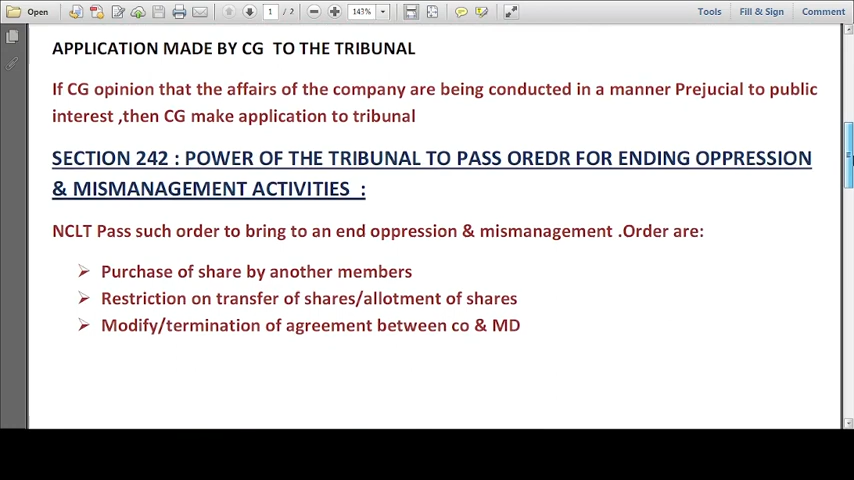 Open
1 / 2
143%
Tools
Fill & Sign
Comment
APPLICATION MADE BY CG TO THE TRIBUNAL
If CG opinion that the affairs of the company are being conducted in a manner Prejucial to public
interest ,then CG make application to tribunal
SECTION 242 : POWER OF THE TRIBUNAL TO PASS OREDR FOR ENDING OPPRESSION
& MISMANAGEMENT ACTIVITIES :
NCLT Pass such order to bring to an end oppression & mismanagement .Order are:
Purchase of share by another members
Restriction on transfer of shares/allotment of shares
Modify/termination of agreement between co & MD